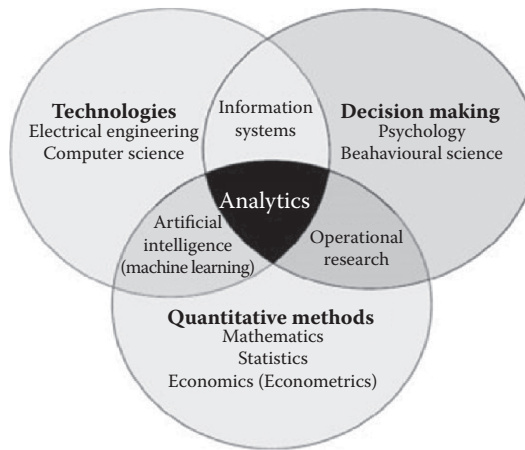 Technologies
Electrical engineering
Computer science
Information
systems
Decision making
Psychology
Beahavioural science
Analytics
Artificial
intelligence
(machine learning)
Operational
research
Quantitative methods
Mathematics
Statistics
Economics (Econometrics)